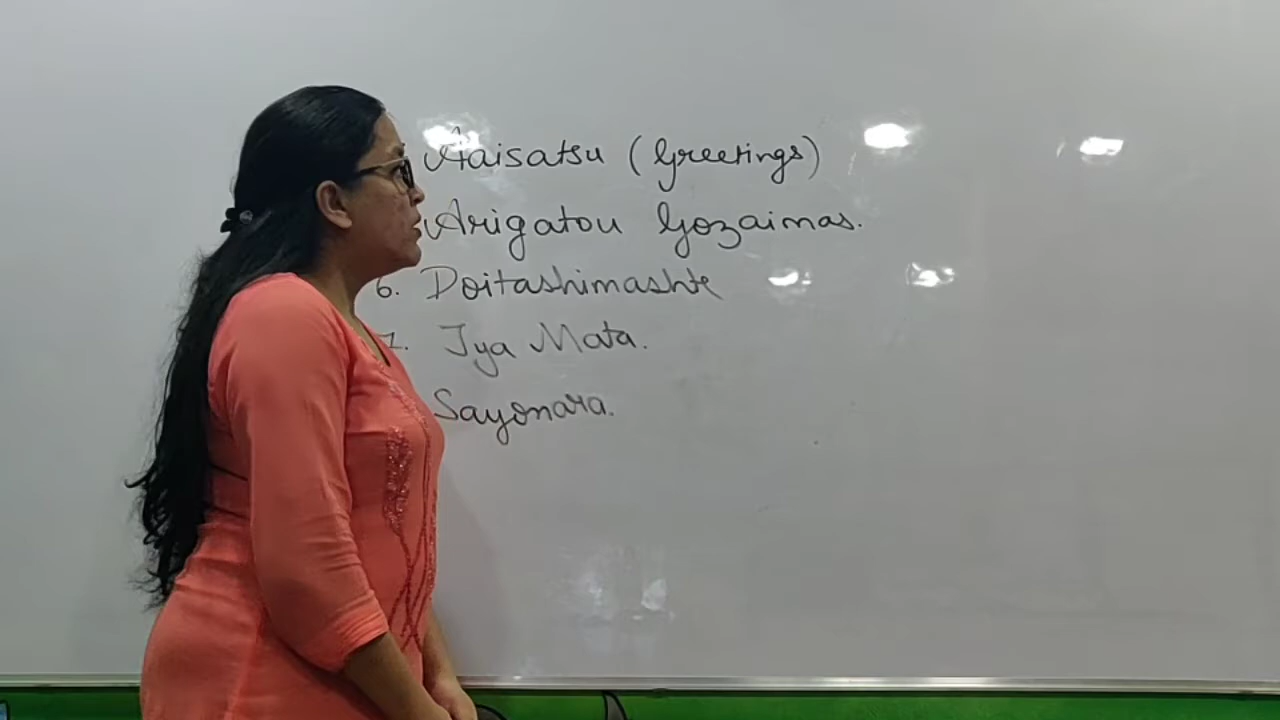 Aaisatsu (Greetings)
Arigatou Gozaimas.
6. Doitashimashte
7. Jya Mata.
Sayonara.